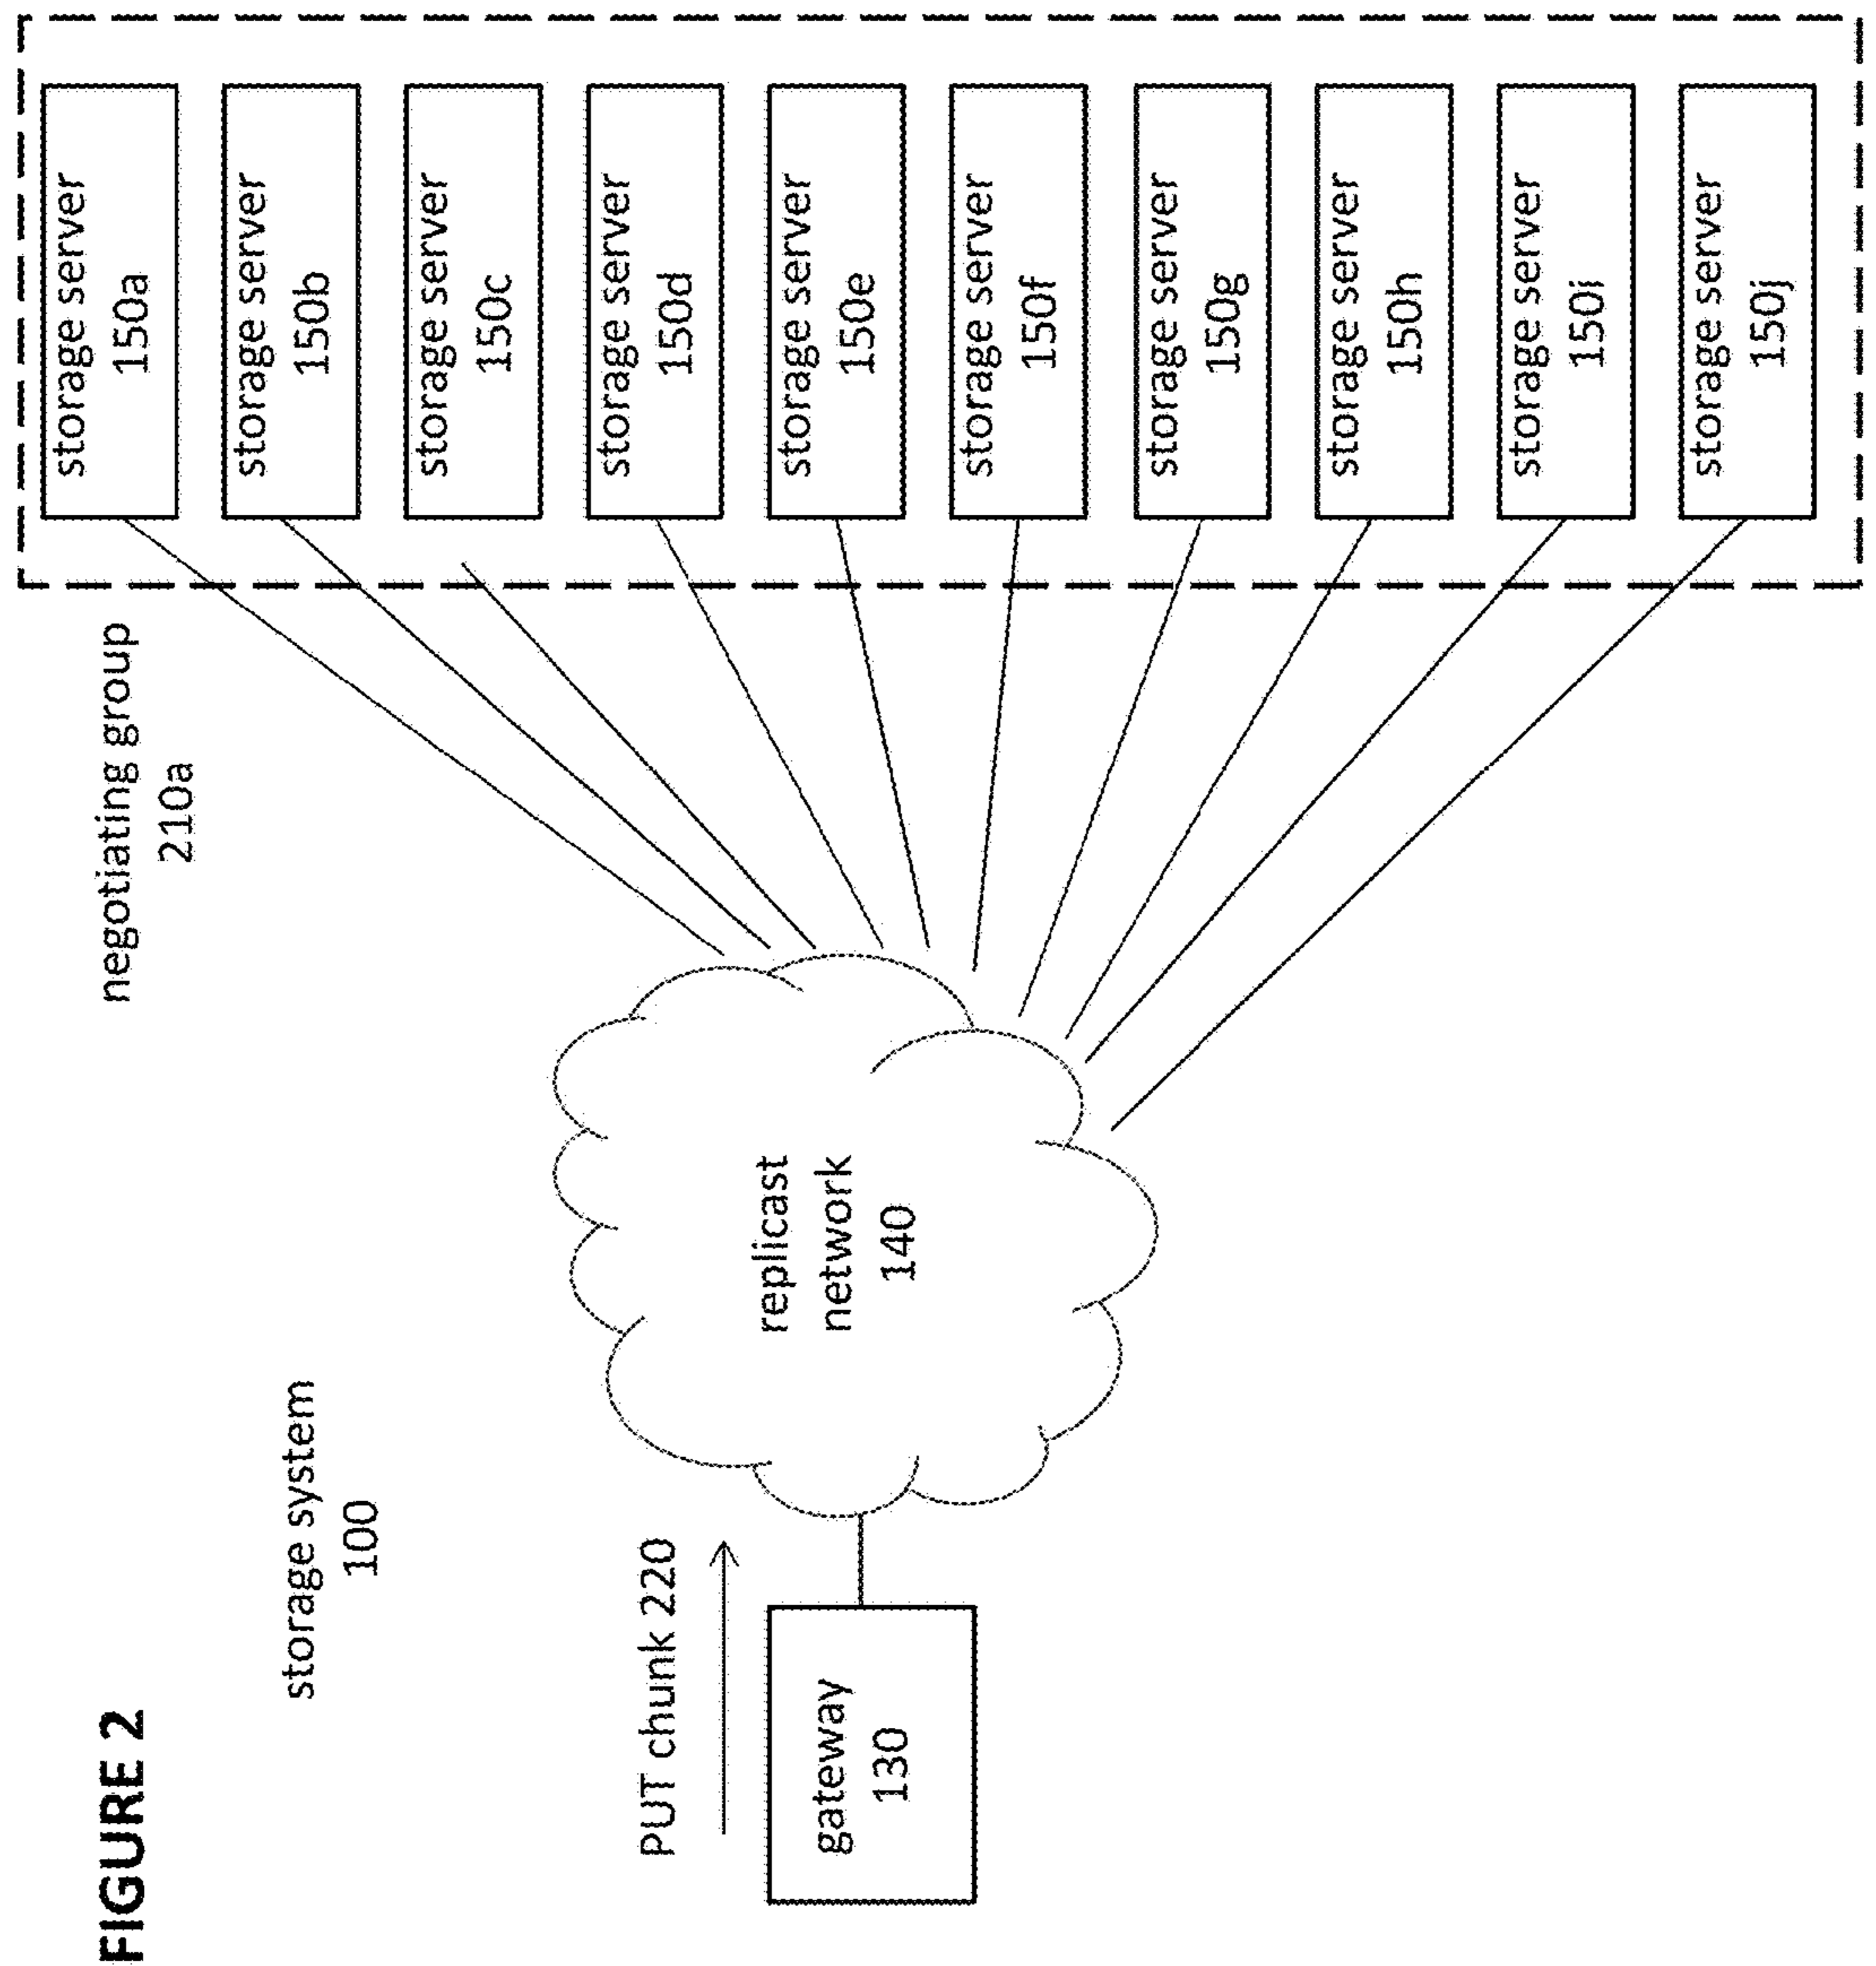 FIGURE 2
storage system
100
negotiating group
210a
PUT chunk 220
gateway
130
replicast
network
140
storage server
150a
storage server
150b
storage server
150c
storage server
150d
storage server
150e
storage server
150f
storage server
150g
storage server
150h
storage server
150i
storage server
150j